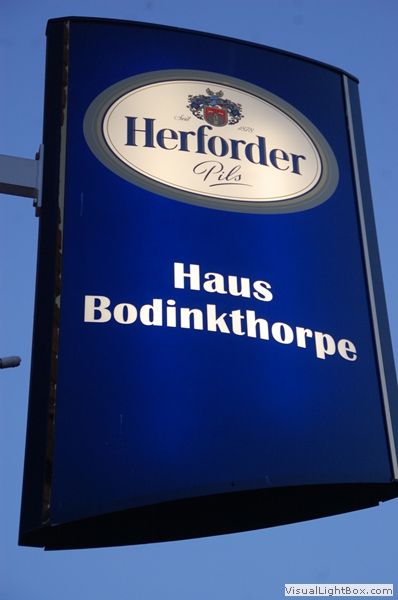 Seit 1878
Herforder
Pils
Haus
Bodinkthorpe
VisualLightBox.com